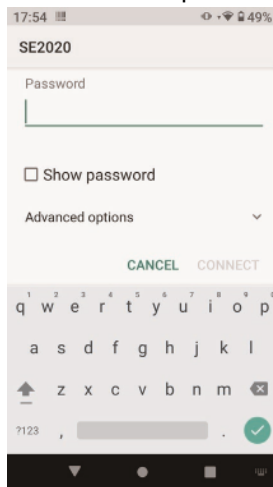 17:54 49%
SE2020
Password
Show password
Advanced options
CANCEL CONNECT
1 2 3 4 5 6 7 8 9 0
q w e r t y u i o p
a s d f g h j k l
z x c v b n m
?123 , .